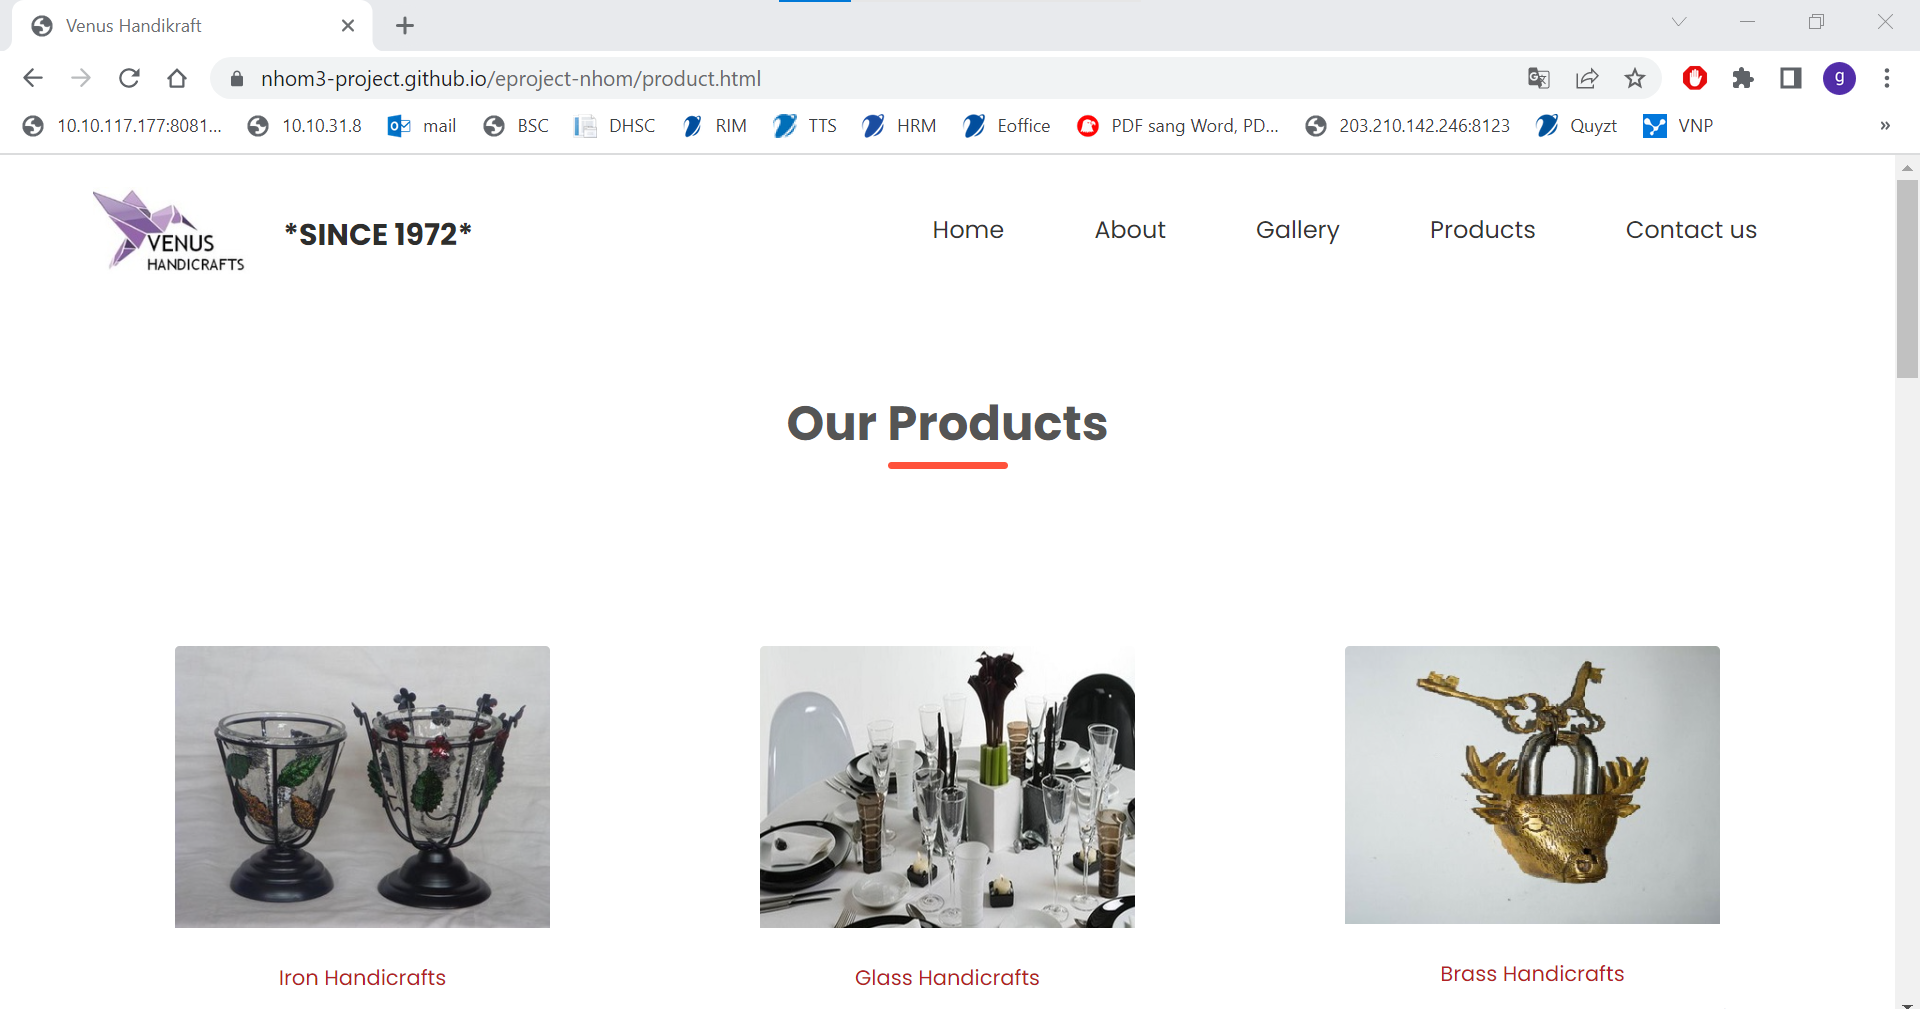 Venus Handikraft
nhom3-project.github.io/eproject-nhom/product.html
g
10.10.117.177:8081... 10.10.31.8 mail BSC DHSC RIM TTS HRM Eoffice PDF sang Word, PD... 203.210.142.246:8123 Quyzt VNP »
VENUS
HANDICRAFTS
*SINCE 1972*
Home About Gallery Products Contact us
Our Products
Iron Handicrafts Glass Handicrafts Brass Handicrafts